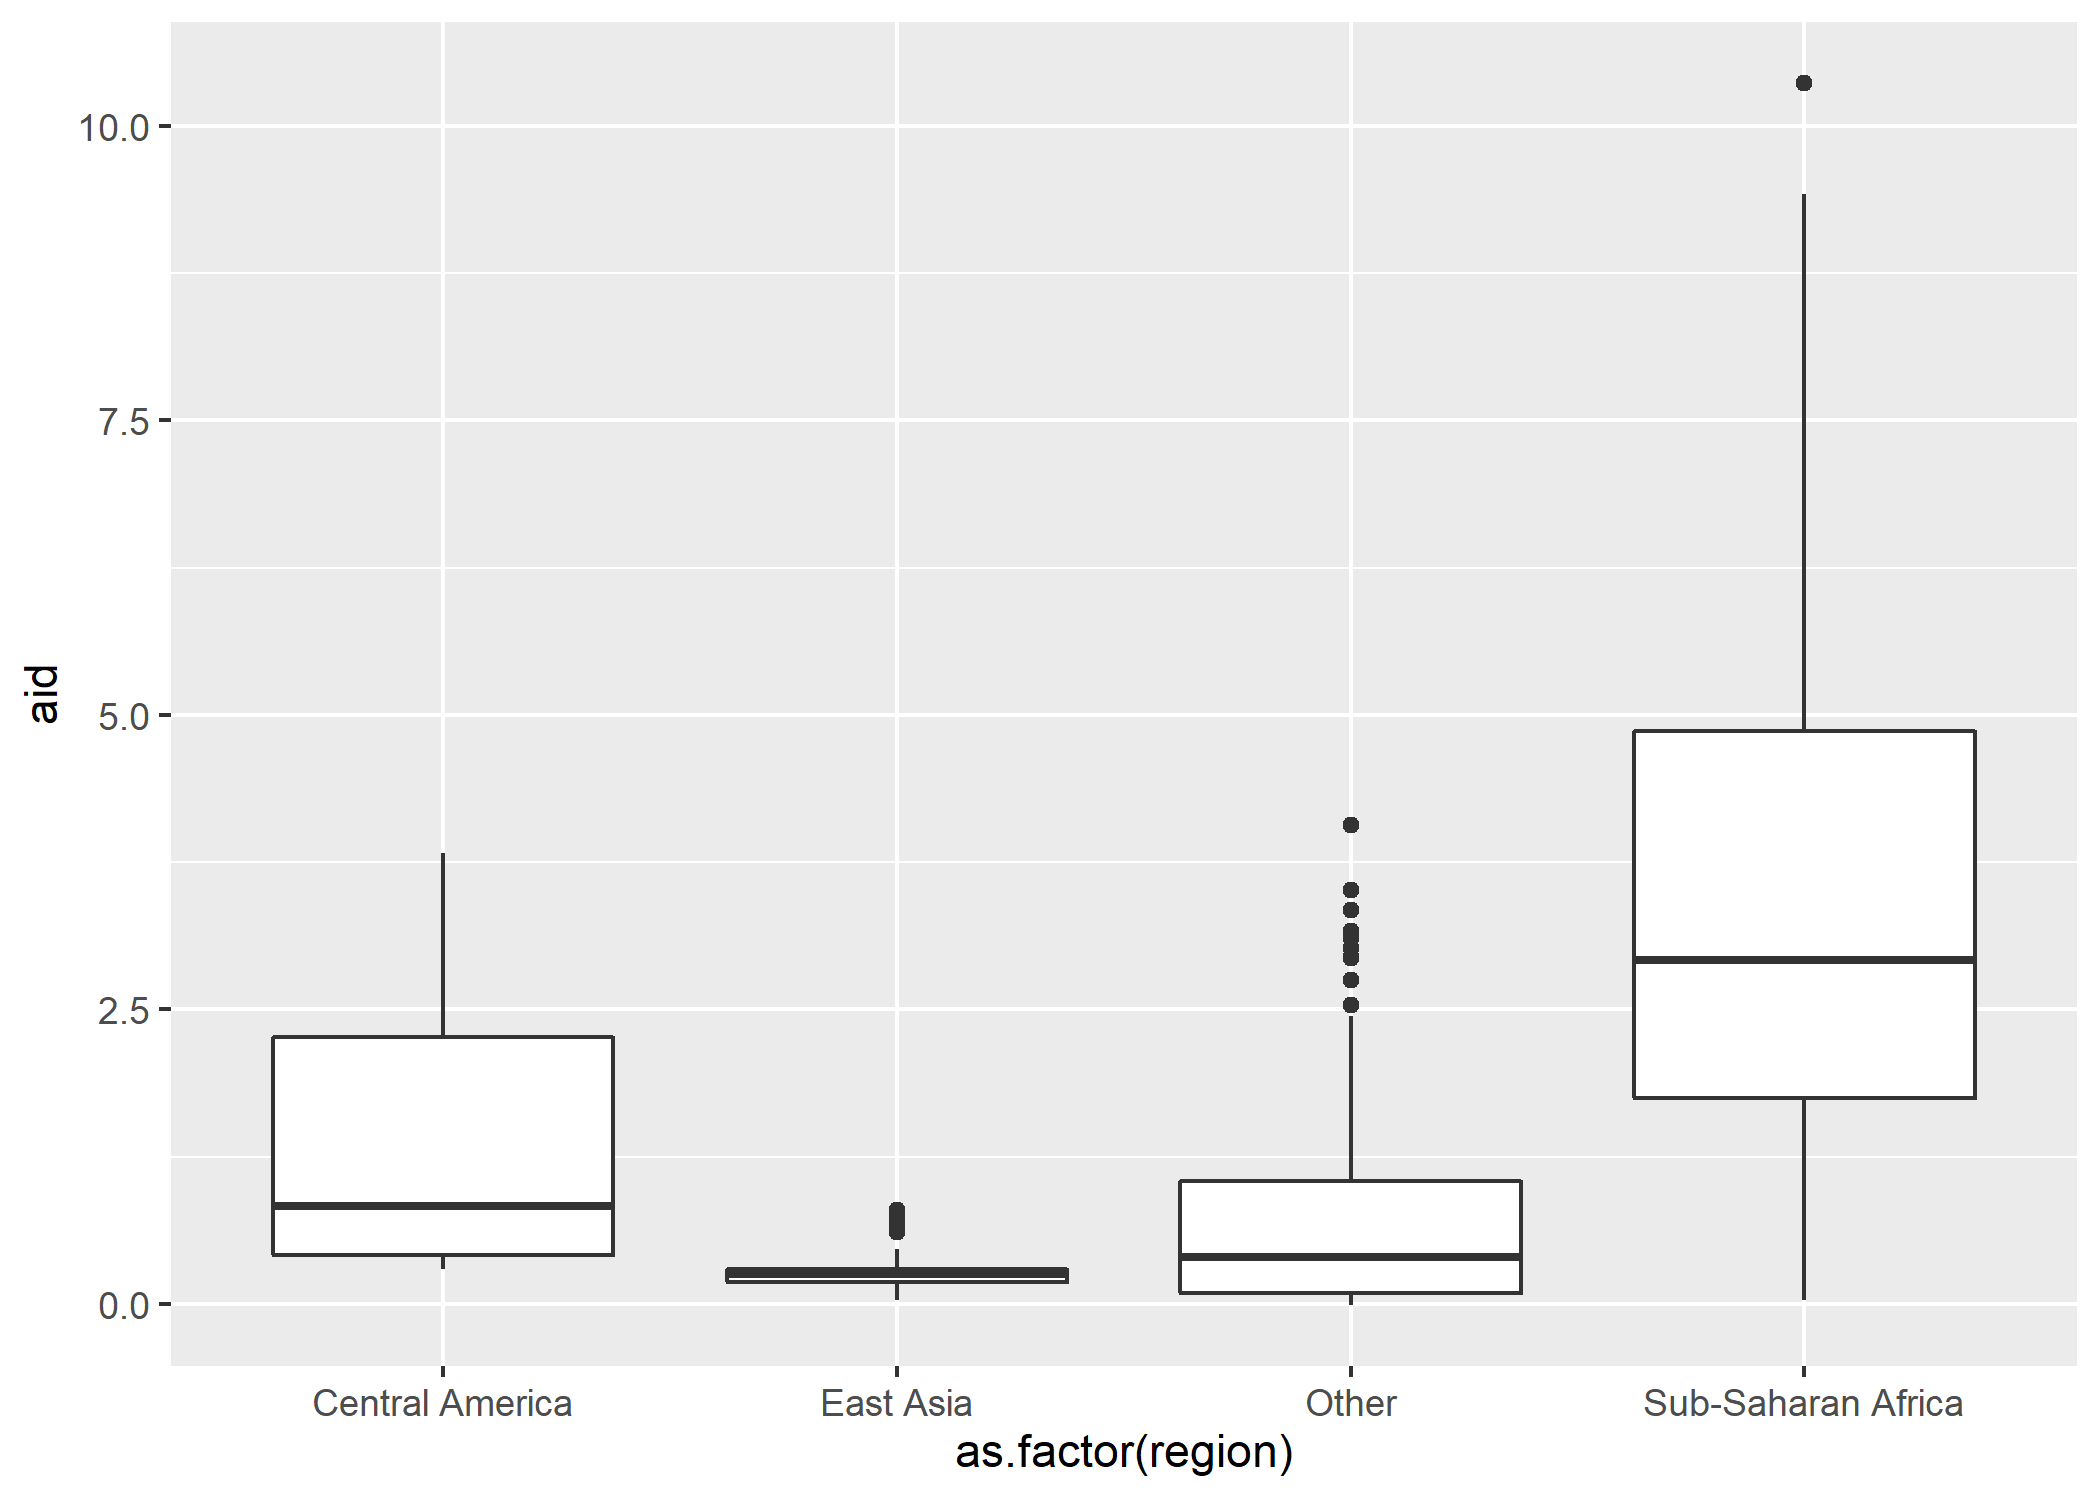 10.0
7.5
5.0
2.5
0.0
aid
Central America
East Asia
Other
Sub-Saharan Africa
as.factor(region)